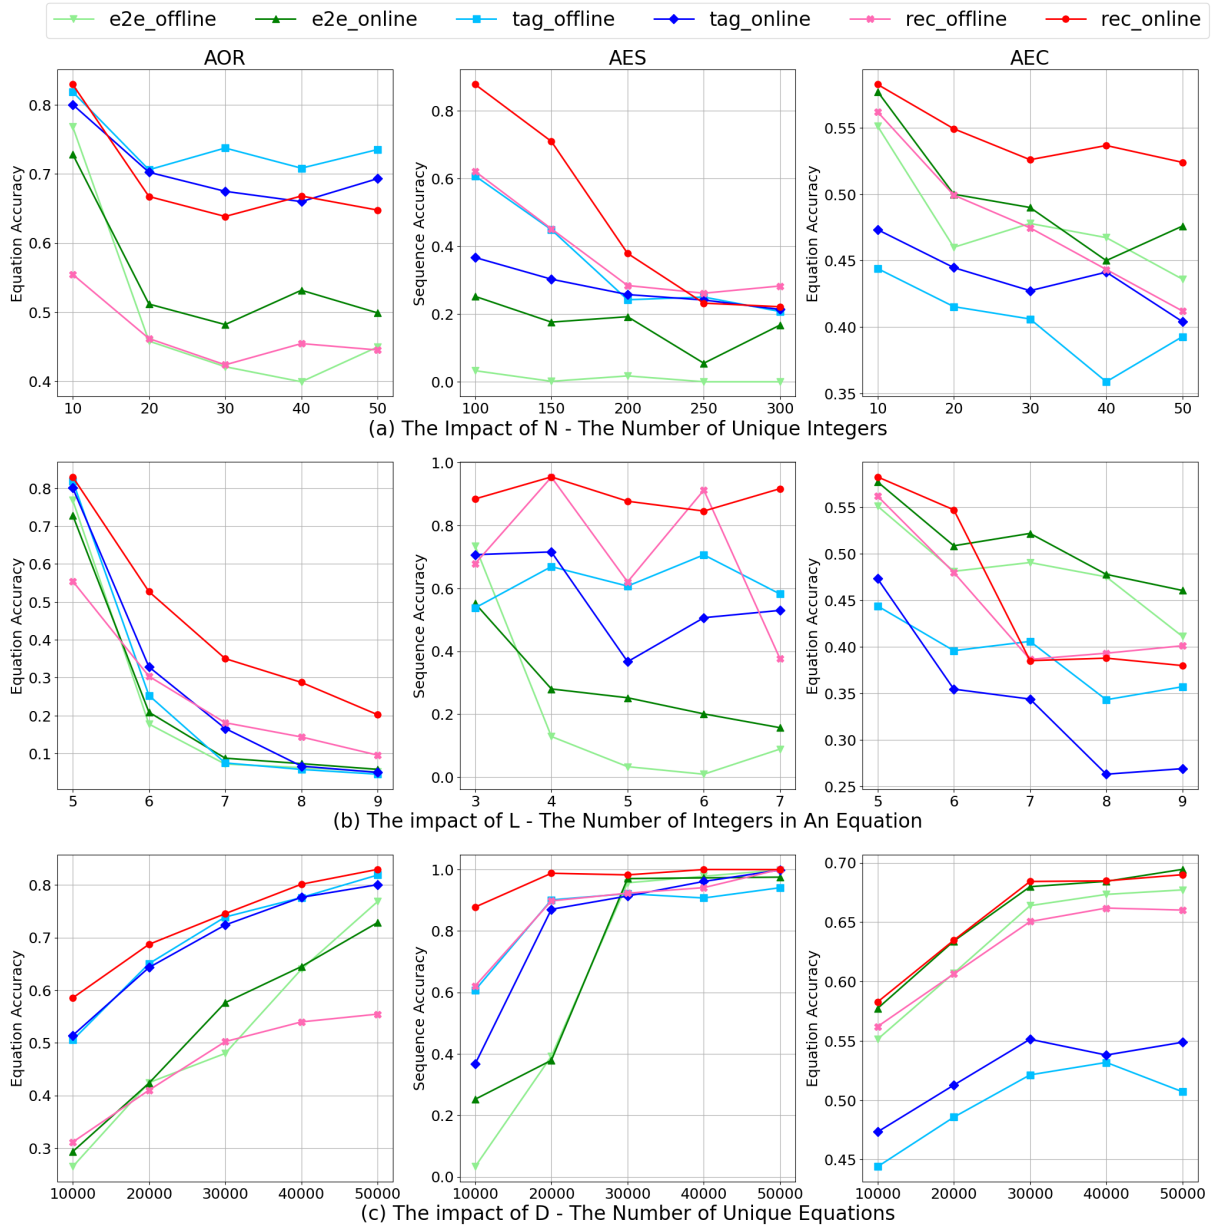 e2e_offline e2e_online tag_offline tag_online rec_offline rec_online
AOR AES AEC
Equation Accuracy
0.8
0.7
0.6
0.5
0.4
10 20 30 40 50
Sequence Accuracy
0.8
0.6
0.4
0.2
0.0
100 150 200 250 300
Equation Accuracy
0.55
0.50
0.45
0.40
0.35
10 20 30 40 50
(a) The Impact of N - The Number of Unique Integers
Equation Accuracy
0.8
0.7
0.6
0.5
0.4
0.3
0.2
0.1
5 6 7 8 9
Sequence Accuracy
1.0
0.8
0.6
0.4
0.2
0.0
3 4 5 6 7
Equation Accuracy
0.55
0.50
0.45
0.40
0.35
0.30
0.25
5 6 7 8 9
(b) The impact of L - The Number of Integers in An Equation
Equation Accuracy
0.8
0.7
0.6
0.5
0.4
0.3
10000 20000 30000 40000 50000
Sequence Accuracy
1.0
0.8
0.6
0.4
0.2
0.0
10000 20000 30000 40000 50000
Equation Accuracy
0.70
0.65
0.60
0.55
0.50
0.45
10000 20000 30000 40000 50000
(c) The impact of D - The Number of Unique Equations